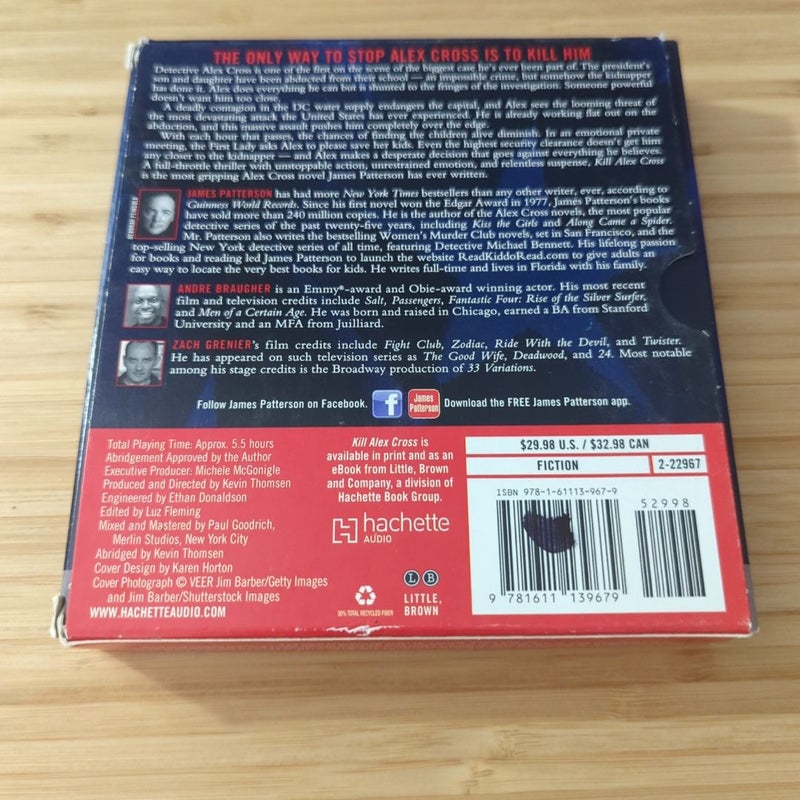 THE ONLY WAY TO STOP ALEX CROSS IS TO KILL HIM
Detective Alex Cross is one of the first on the scene of the biggest case he's ever been part of. The president's
son and daughter have been abducted from their school — an impossible crime, but somehow the kidnapper
has done it. Alex does everything he can but is shunted to the fringes of the investigation. Someone powerful
doesn't want him too close.
A deadly contagion in the DC water supply endangers the capital, and Alex sees the looming threat of
the most devastating attack the United States has ever experienced. He is already working flat out on the
abduction, and this massive assault pushes him completely over the edge.
With each hour that passes, the chances of finding the children alive diminish. In an emotional private
meeting, the First Lady asks Alex to please save her kids. Even the highest security clearance doesn't get him
any closer to the kidnapper — and Alex makes a desperate decision that goes against everything he believes.
A full-throttle thriller with unstoppable action, unrestrained emotion, and relentless suspense, Kill Alex Cross
is the most gripping Alex Cross novel James Patterson has ever written.
DEBORAH FEINGOLD
JAMES PATTERSON has had more New York Times bestsellers than any other writer, ever, according to
Guinness World Records. Since his first novel won the Edgar Award in 1977, James Patterson's books
have sold more than 240 million copies. He is the author of the Alex Cross novels, the most popular
detective series of the past twenty-five years, including Kiss the Girls and Along Came a Spider.
Mr. Patterson also writes the bestselling Women's Murder Club novels, set in San Francisco, and the
top-selling New York detective series of all time, featuring Detective Michael Bennett. His lifelong passion
for books and reading led James Patterson to launch the website ReadKiddoRead.com to give adults an
easy way to locate the very best books for kids. He writes full-time and lives in Florida with his family.
ANDRE BRAUGHER is an Emmy®-award and Obie-award winning actor. His most recent
film and television credits include Salt, Passengers, Fantastic Four: Rise of the Silver Surfer,
and Men of a Certain Age. He was born and raised in Chicago, earned a BA from Stanford
University and an MFA from Juilliard.
ZACH GRENIER's film credits include Fight Club, Zodiac, Ride With the Devil, and Twister.
He has appeared on such television series as The Good Wife, Deadwood, and 24. Most notable
among his stage credits is the Broadway production of 33 Variations.
Follow James Patterson on Facebook. f James Patterson Download the FREE James Patterson app.
Total Playing Time: Approx. 5.5 hours
Abridgement Approved by the Author
Executive Producer: Michele McGonigle
Produced and Directed by Kevin Thomsen
Engineered by Ethan Donaldson
Edited by Luz Fleming
Mixed and Mastered by Paul Goodrich,
Merlin Studios, New York City
Abridged by Kevin Thomsen
Cover Design by Karen Horton
Cover Photograph © VEER Jim Barber/Getty Images
and Jim Barber/Shutterstock Images
WWW.HACHETTEAUDIO.COM
Kill Alex Cross is
available in print and as an
eBook from Little, Brown
and Company, a division of
Hachette Book Group.
hachette
AUDIO
30% TOTAL RECYCLED FIBER
L B
LITTLE,
BROWN
$29.98 U.S. / $32.98 CAN
FICTION 2-22967
ISBN 978-1-61113-967-9
52998
9 781611 139679